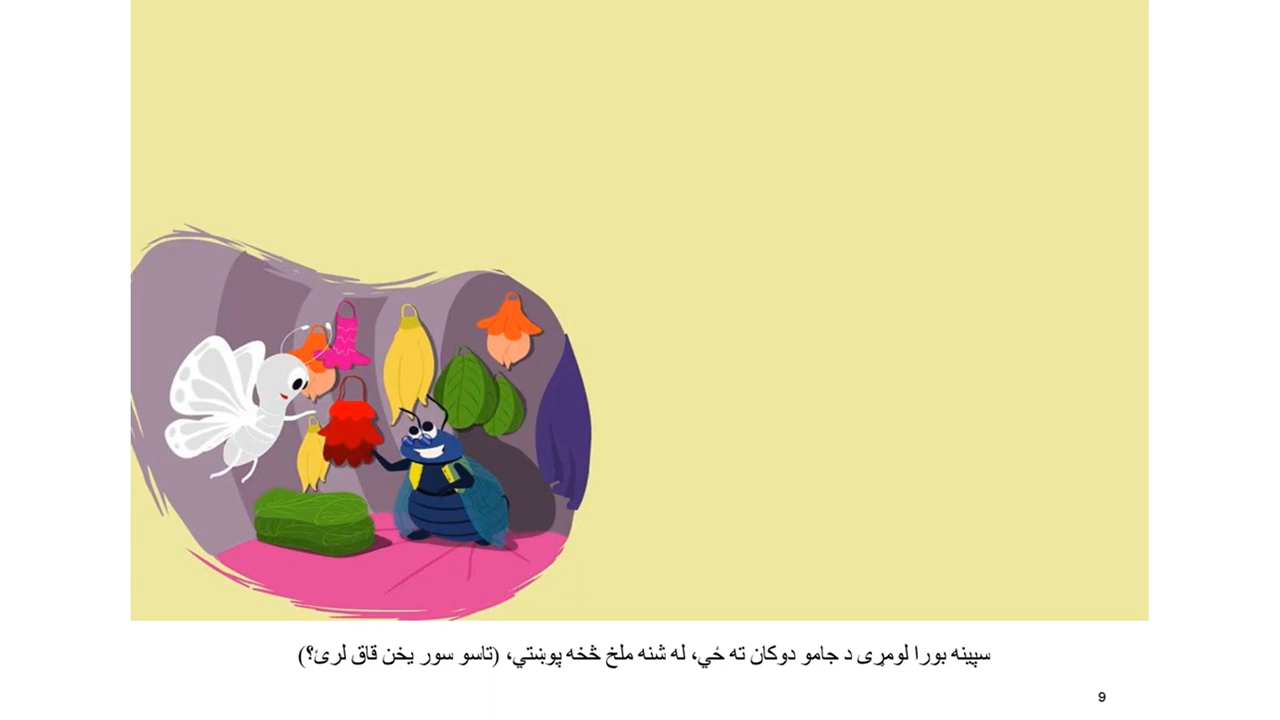 سپینه بورا لومړی د جامو دوکان ته ځي، له شنه ملخ څخه پوښتي، (تاسو سور یخن قاق لرئ؟)
9